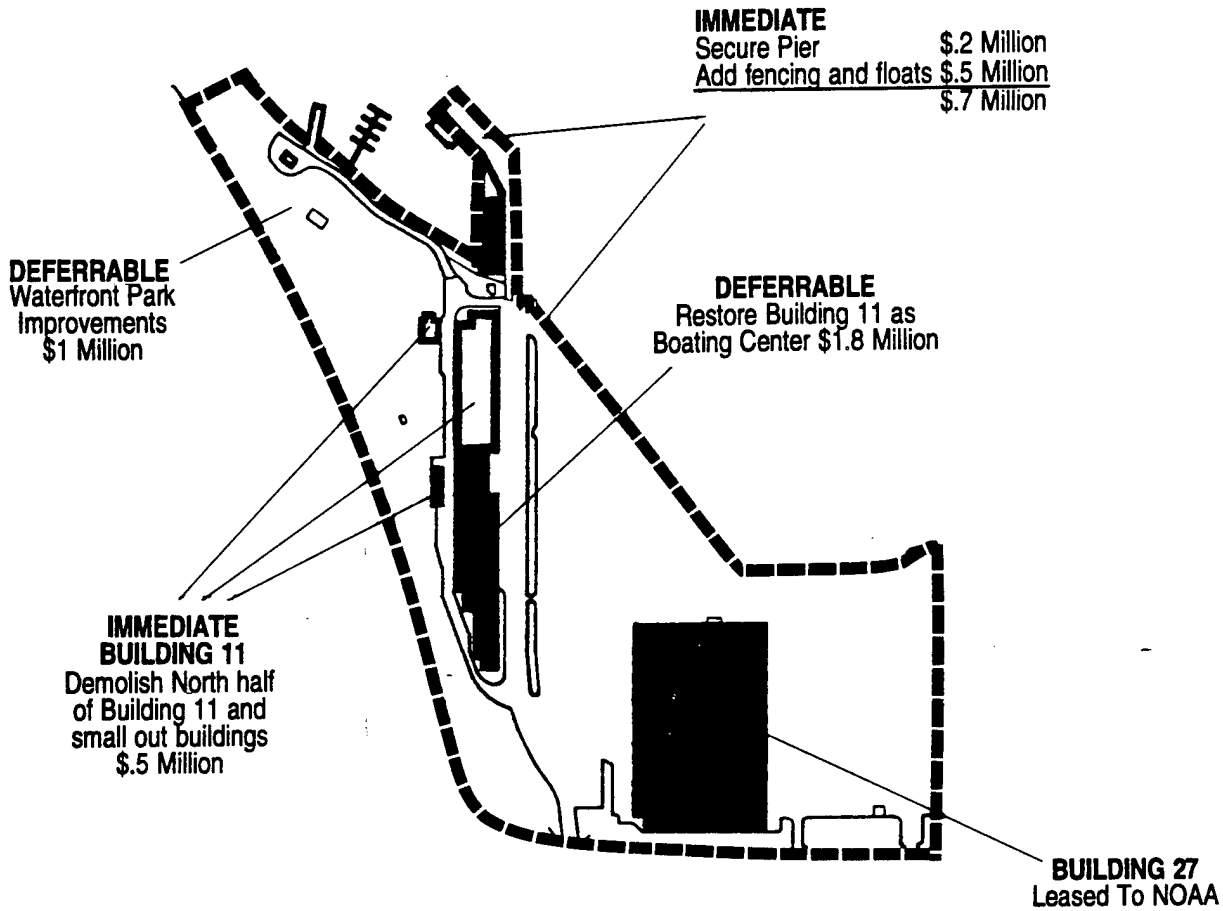 IMMEDIATE
Secure Pier $.2 Million
Add fencing and floats $.5 Million
$.7 Million
DEFERRABLE
Waterfront Park
Improvements
$1 Million
DEFERRABLE
Restore Building 11 as
Boating Center $1.8 Million
IMMEDIATE
BUILDING 11
Demolish North half
of Building 11 and
small out buildings
$.5 Million
BUILDING 27
Leased To NOAA